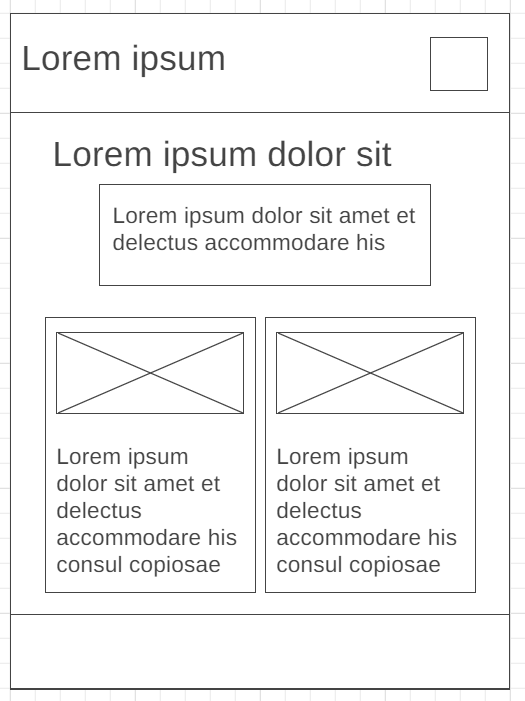 Lorem ipsum
Lorem ipsum dolor sit
Lorem ipsum dolor sit amet et
delectus accommodare his
Lorem ipsum
dolor sit amet et
delectus
accommodare his
consul copiosae
Lorem ipsum
dolor sit amet et
delectus
accommodare his
consul copiosae